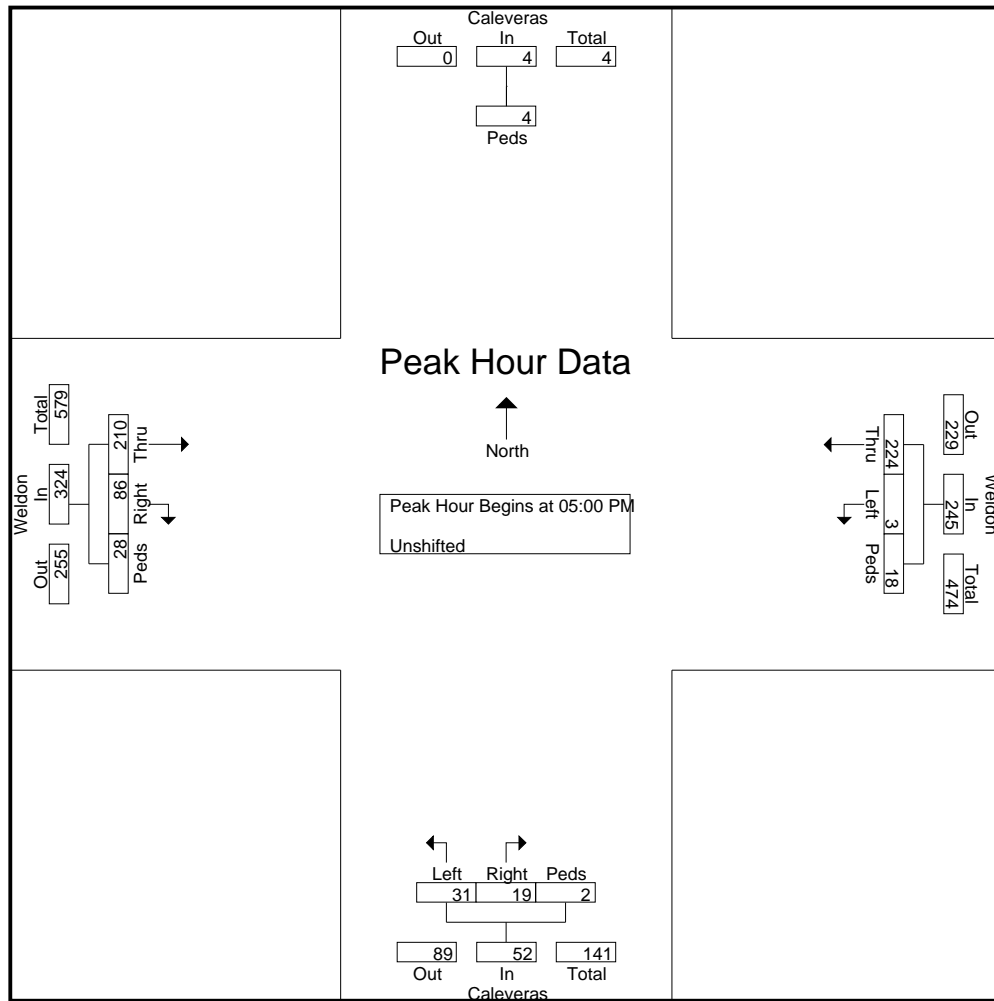 Caleveras
Out In Total
0 4 4
4
Peds
Peak Hour Data
North
Peak Hour Begins at 05:00 PM
Unshifted
Weldon
Total In Out
579 324 255
210 86 28
Thru Right Peds
Thru Left Peds
224 3 18
Out In Total
229 245 474
Weldon
Left Right Peds
31 19 2
89 52 141
Out In Total
Caleveras